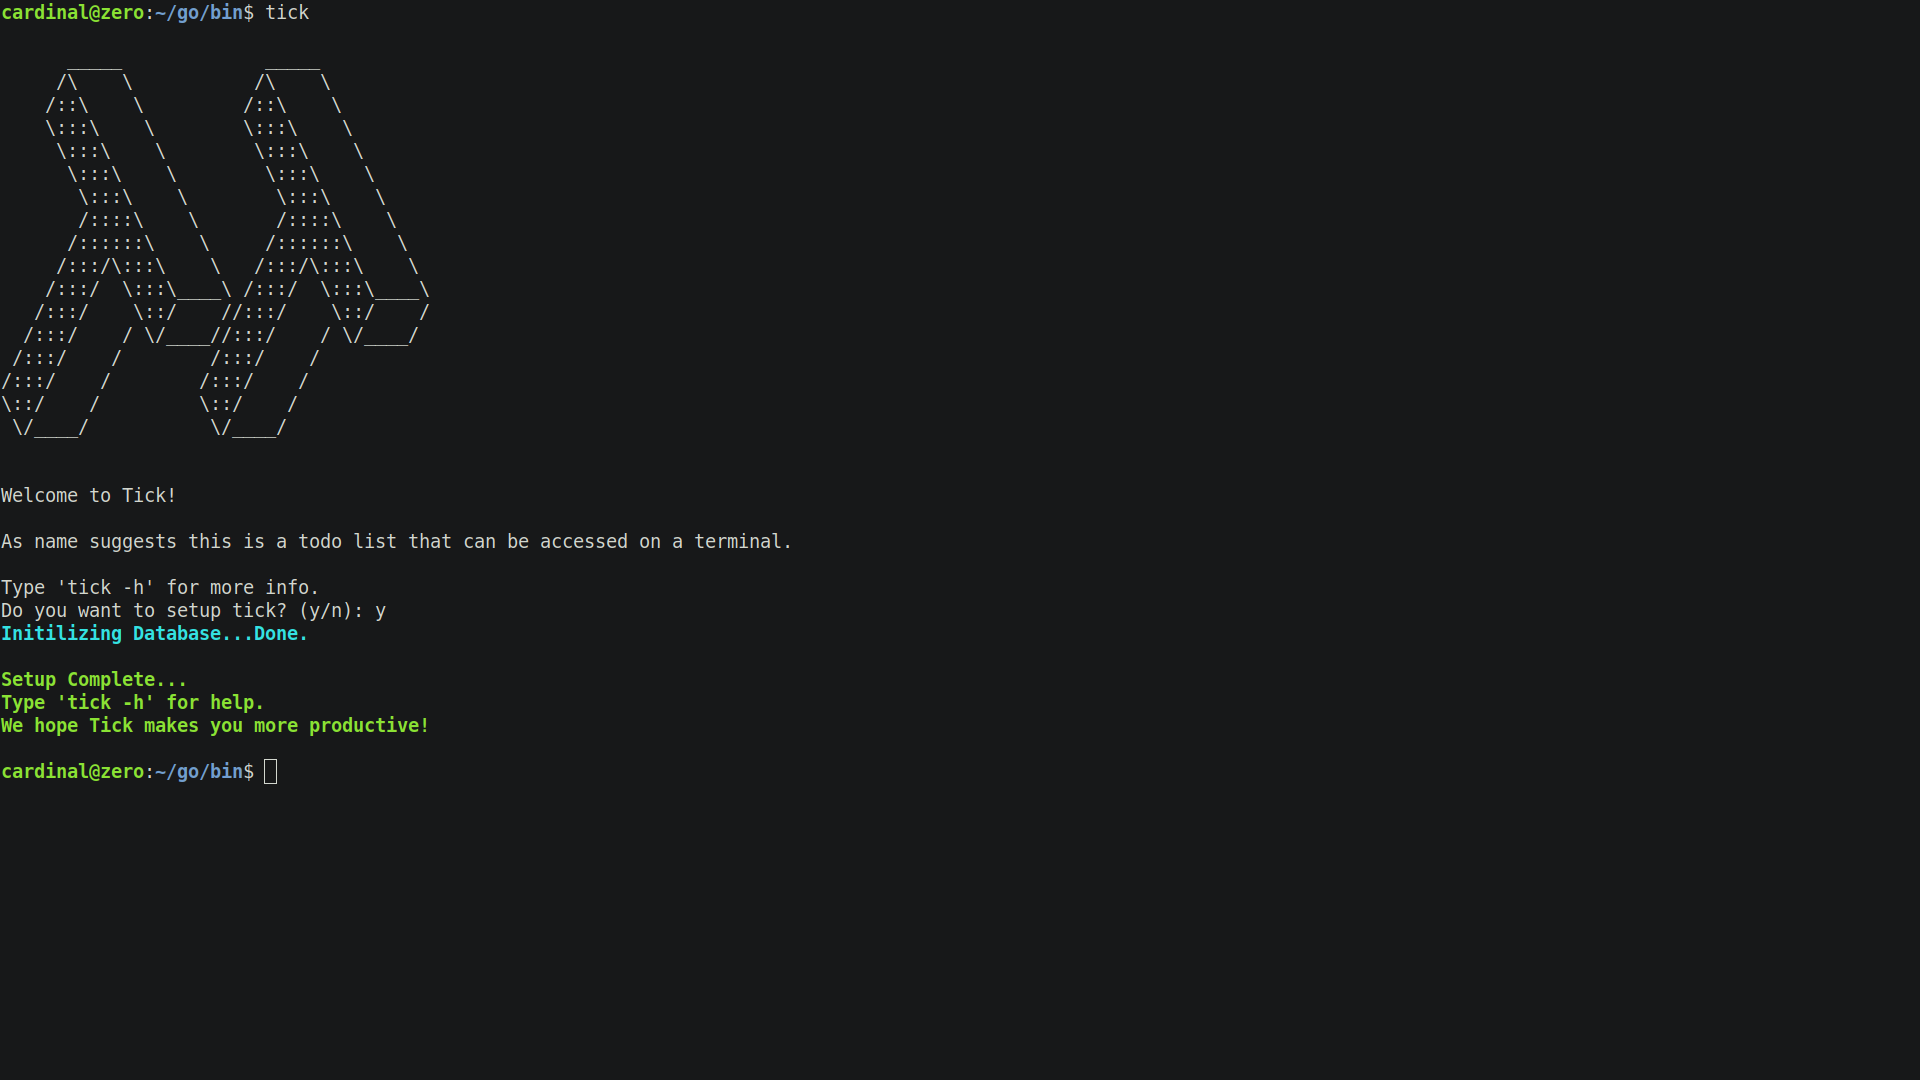 cardinal@zero:~/go/bin$ tick
      _____             _____
     /\    \           /\    \
    /::\    \         /::\    \
    \:::\    \        \:::\    \
     \:::\    \        \:::\    \
      \:::\    \        \:::\    \
       \:::\    \        \:::\    \
       /::::\    \       /::::\    \
      /::::::\    \     /::::::\    \
     /:::/\:::\    \   /:::/\:::\    \
    /:::/  \:::\____\ /:::/  \:::\____\
   /:::/    \::/    //:::/    \::/    /
  /:::/    / \/____//:::/    / \/____/
 /:::/    /        /:::/    /
/:::/    /        /:::/    /
\::/    /         \::/    /
 \/____/           \/____/
Welcome to Tick!
As name suggests this is a todo list that can be accessed on a terminal.
Type 'tick -h' for more info.
Do you want to setup tick? (y/n): y
Initilizing Database...Done.
Setup Complete...
Type 'tick -h' for help.
We hope Tick makes you more productive!
cardinal@zero:~/go/bin$